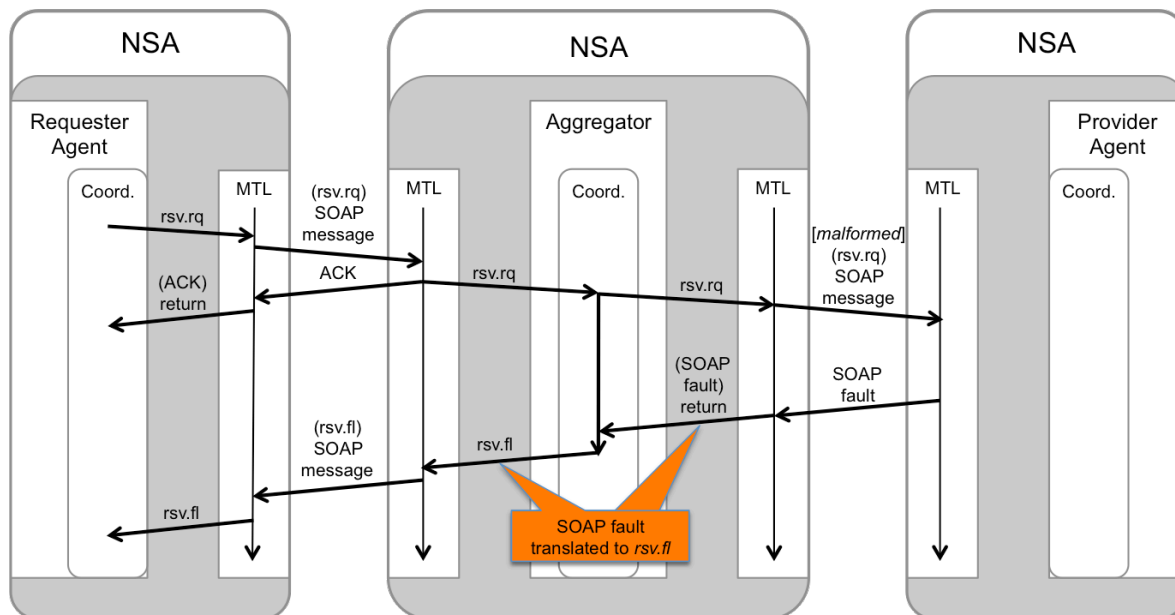 NSA
NSA
NSA
Requester
Agent
Aggregator
Provider
Agent
Coord.
MTL
MTL
Coord.
MTL
MTL
Coord.
rsv.rq
(rsv.rq)
SOAP
message
ACK
(ACK)
return
rsv.rq
rsv.rq
[malformed]
(rsv.rq)
SOAP
message
SOAP
fault
(SOAP
fault)
return
rsv.fl
(rsv.fl)
SOAP
message
rsv.fl
SOAP fault
translated to rsv.fl